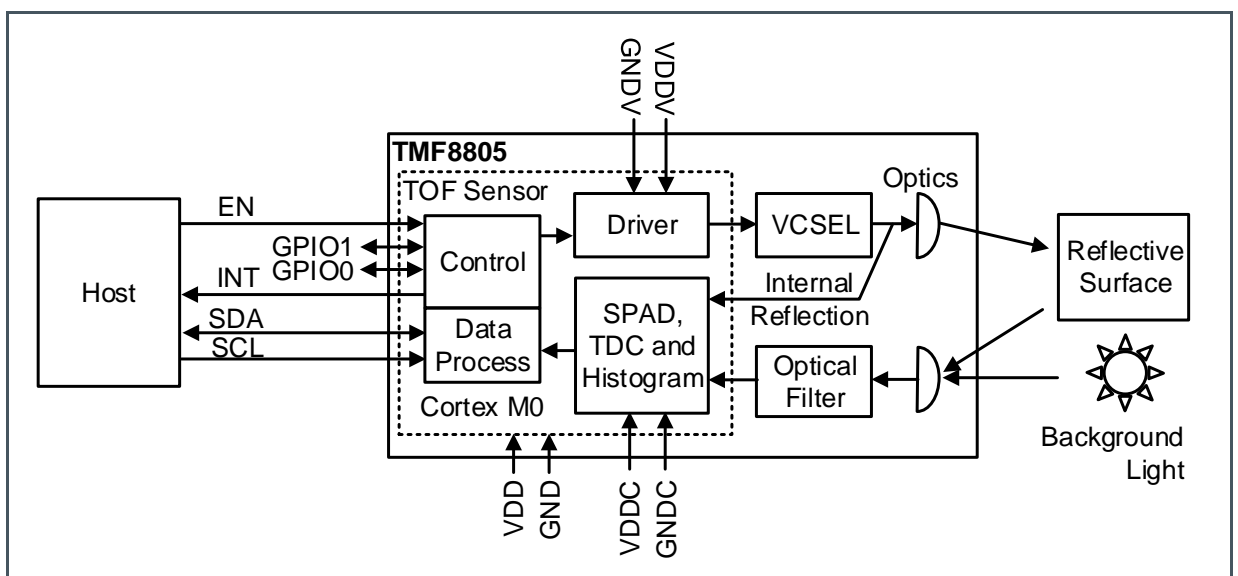 GNDV
VDDV
TMF8805
TOF Sensor
Optics
EN
Driver
VCSEL
GPIO1
Control
Reflective
Surface
GPIO0
INT
Host
Internal
Reflection
SPAD,
TDC and
Histogram
SDA
Data
Process
SCL
Optical
Filter
Cortex M0
Background
Light
VDD
GND
VDDC
GNDC